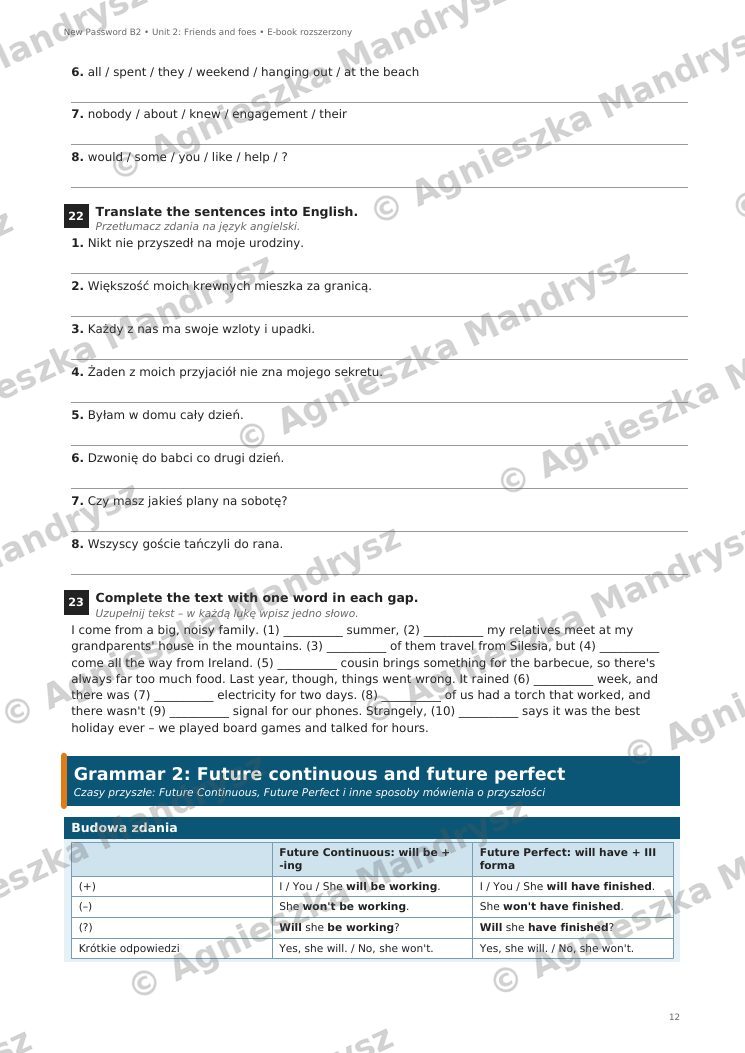 New Password B2 • Unit 2: Friends and foes • E-book rozszerzony
6. all / spent / they / weekend / hanging out / at the beach
7. nobody / about / knew / engagement / their
8. would / some / you / like / help / ?
22 Translate the sentences into English.
Przetłumacz zdania na język angielski.
1. Nikt nie przyszedł na moje urodziny.
2. Większość moich krewnych mieszka za granicą.
3. Każdy z nas ma swoje wzloty i upadki.
4. Żaden z moich przyjaciół nie zna mojego sekretu.
5. Byłam w domu cały dzień.
6. Dzwonię do babci co drugi dzień.
7. Czy masz jakieś plany na sobotę?
8. Wszyscy goście tańczyli do rana.
23 Complete the text with one word in each gap.
Uzupełnij tekst – w każdą lukę wpisz jedno słowo.
I come from a big, noisy family. (1) __________ summer, (2) __________ my relatives meet at my
grandparents' house in the mountains. (3) __________ of them travel from Silesia, but (4) __________
come all the way from Ireland. (5) __________ cousin brings something for the barbecue, so there's
always far too much food. Last year, though, things went wrong. It rained (6) __________ week, and
there was (7) __________ electricity for two days. (8) __________ of us had a torch that worked, and
there wasn't (9) __________ signal for our phones. Strangely, (10) __________ says it was the best
holiday ever – we played board games and talked for hours.
Grammar 2: Future continuous and future perfect
Czasy przyszłe: Future Continuous, Future Perfect i inne sposoby mówienia o przyszłości
Budowa zdania
Future Continuous: will be + Future Perfect: will have + III
-ing forma
(+) I / You / She will be working. I / You / She will have finished.
(–) She won't be working. She won't have finished.
(?) Will she be working? Will she have finished?
Krótkie odpowiedzi Yes, she will. / No, she won't. Yes, she will. / No, she won't.
12
© Agnieszka Mandrysz